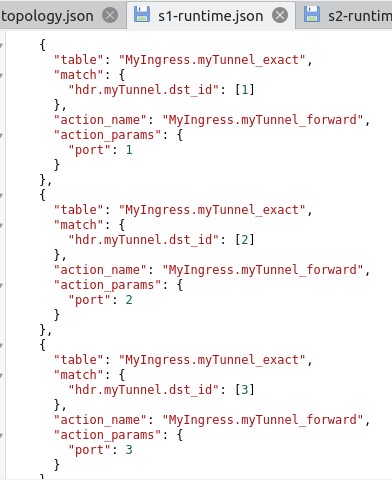 topology.json s1-runtime.json s2-runtim
{
"table": "MyIngress.myTunnel_exact",
"match": {
"hdr.myTunnel.dst_id": [1]
},
"action_name": "MyIngress.myTunnel_forward",
"action_params": {
"port": 1
}
},
{
"table": "MyIngress.myTunnel_exact",
"match": {
"hdr.myTunnel.dst_id": [2]
},
"action_name": "MyIngress.myTunnel_forward",
"action_params": {
"port": 2
}
},
{
"table": "MyIngress.myTunnel_exact",
"match": {
"hdr.myTunnel.dst_id": [3]
},
"action_name": "MyIngress.myTunnel_forward",
"action_params": {
"port": 3
}